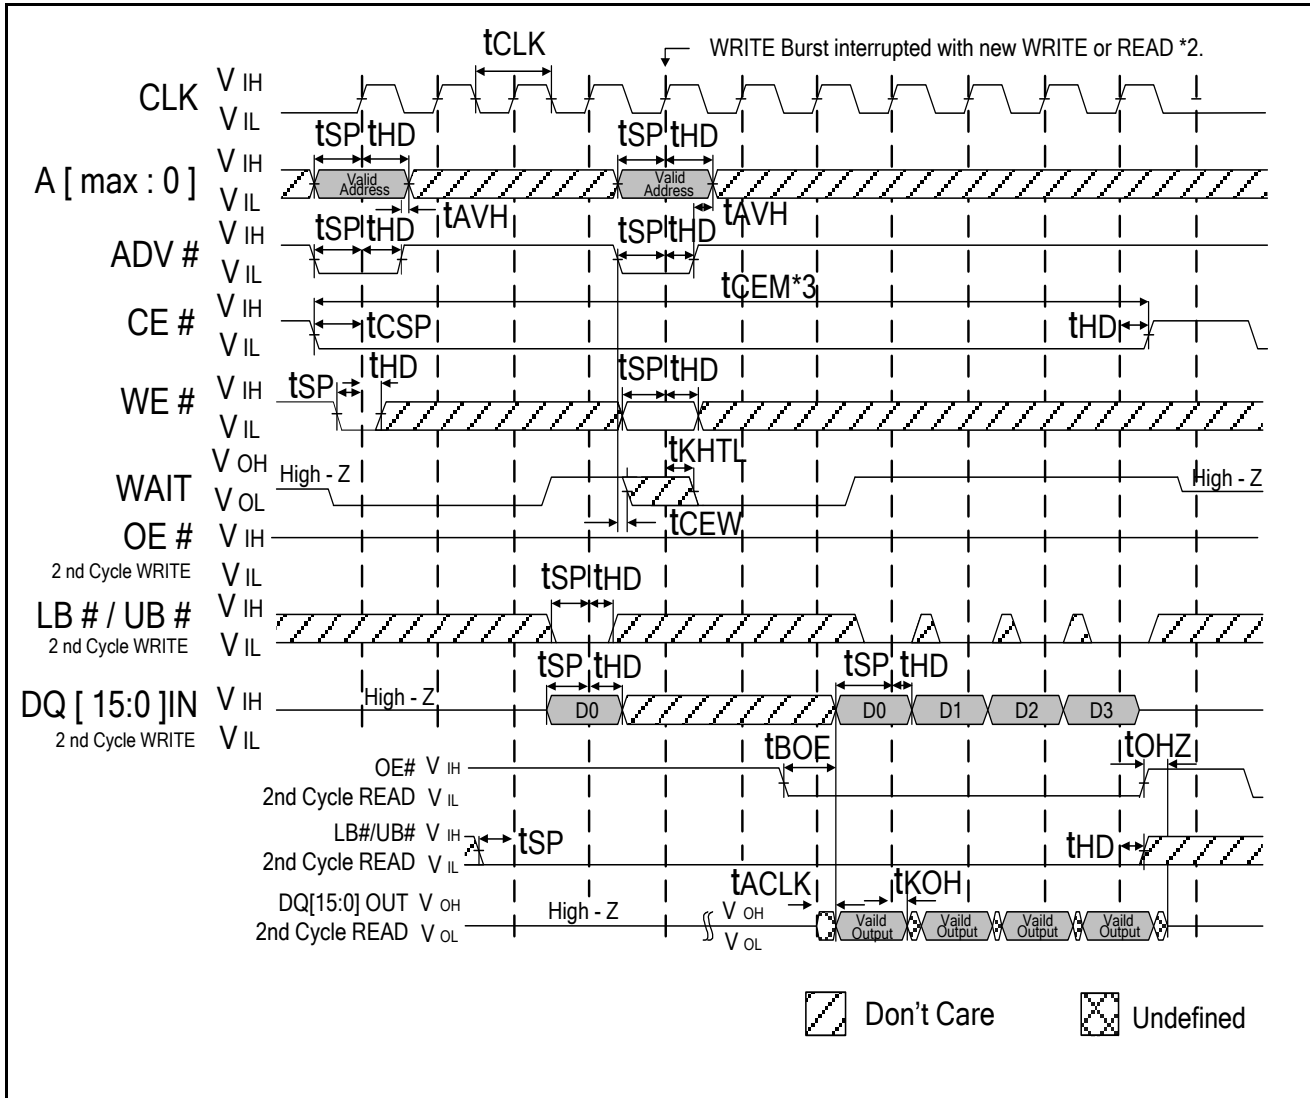 WRITE Burst interrupted with new WRITE or READ *2.
tCLK
CLK
V IH
V IL
tSP tHD tSP tHD
A [ max : 0 ]
V IH
V IL
Valid Address
Valid Address
tAVH tAVH
ADV #
V IH
V IL
tSP tHD tSP tHD
CE #
V IH
V IL
tCEM*3
tCSP tHD
WE #
V IH
V IL
tSP tHD tSP tHD
WAIT
V OH
V OL
High - Z tKHTL High - Z
tCEW
OE # V IH
2 nd Cycle WRITE V IL
tSP tHD
LB # / UB # V IH
2 nd Cycle WRITE V IL
tSP tHD tSP tHD
DQ [ 15:0 ]IN V IH High - Z D0 D0 D1 D2 D3
2 nd Cycle WRITE V IL
tBOE tOHZ
OE# V IH
2nd Cycle READ V IL
LB#/UB# V IH tSP tHD
2nd Cycle READ V IL
tACLK tKOH
DQ[15:0] OUT V OH High - Z V OH
2nd Cycle READ V OL V OL
Vaild Output
Vaild Output
Vaild Output
Vaild Output
Don't Care Undefined